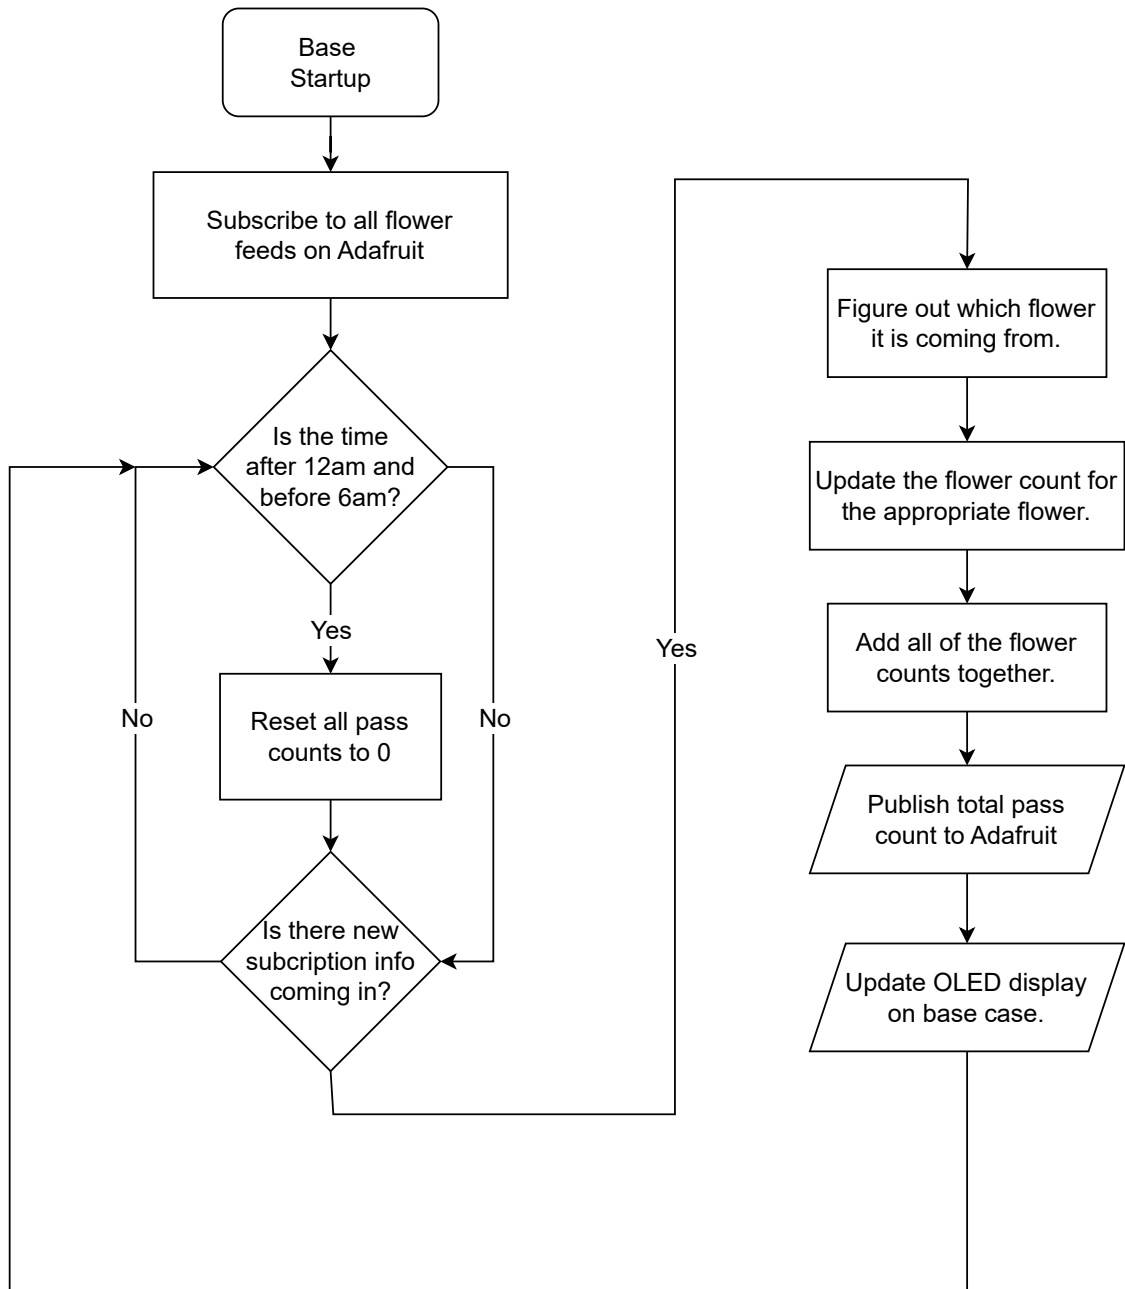 Base
Startup
Subscribe to all flower
feeds on Adafruit
Is the time
after 12am and
before 6am?
Yes
No
No
Reset all pass
counts to 0
Is there new
subcription info
coming in?
Yes
Figure out which flower
it is coming from.
Update the flower count for
the appropriate flower.
Add all of the flower
counts together.
Publish total pass
count to Adafruit
Update OLED display
on base case.